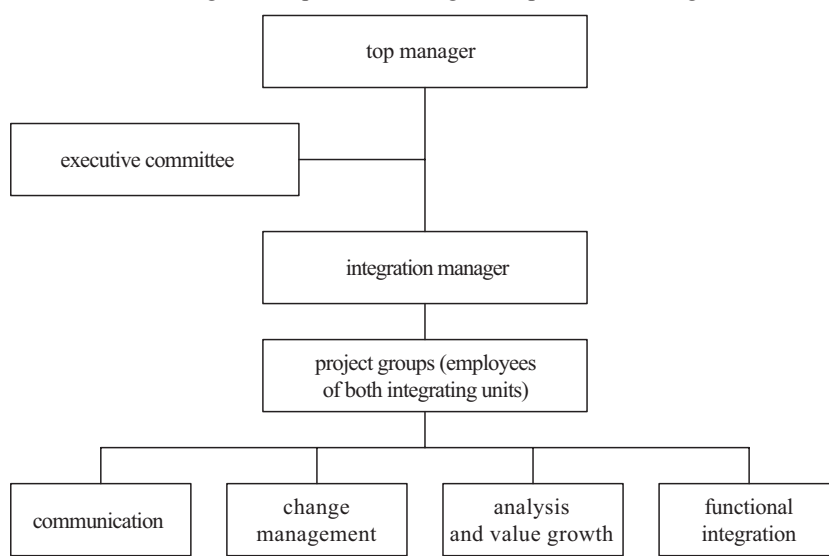 top manager
executive committee
integration manager
project groups (employees
of both integrating units)
communication
change
management
analysis
and value growth
functional
integration